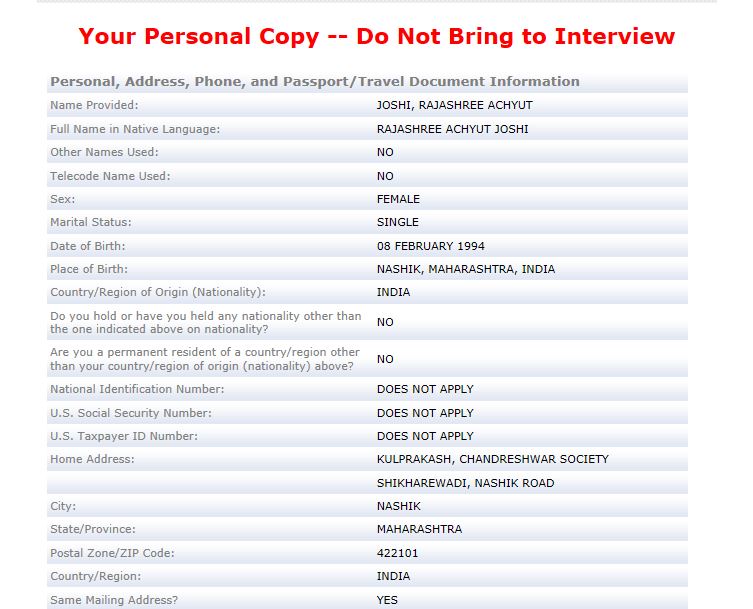 Your Personal Copy -- Do Not Bring to Interview
Personal, Address, Phone, and Passport/Travel Document Information
Name Provided: JOSHI, RAJASHREE ACHYUT
Full Name in Native Language: RAJASHREE ACHYUT JOSHI
Other Names Used: NO
Telecode Name Used: NO
Sex: FEMALE
Marital Status: SINGLE
Date of Birth: 08 FEBRUARY 1994
Place of Birth: NASHIK, MAHARASHTRA, INDIA
Country/Region of Origin (Nationality): INDIA
Do you hold or have you held any nationality other than
the one indicated above on nationality? NO
Are you a permanent resident of a country/region other
than your country/region of origin (nationality) above? NO
National Identification Number: DOES NOT APPLY
U.S. Social Security Number: DOES NOT APPLY
U.S. Taxpayer ID Number: DOES NOT APPLY
Home Address: KULPRAKASH, CHANDRESHWAR SOCIETY
SHIKHAREWADI, NASHIK ROAD
City: NASHIK
State/Province: MAHARASHTRA
Postal Zone/ZIP Code: 422101
Country/Region: INDIA
Same Mailing Address? YES